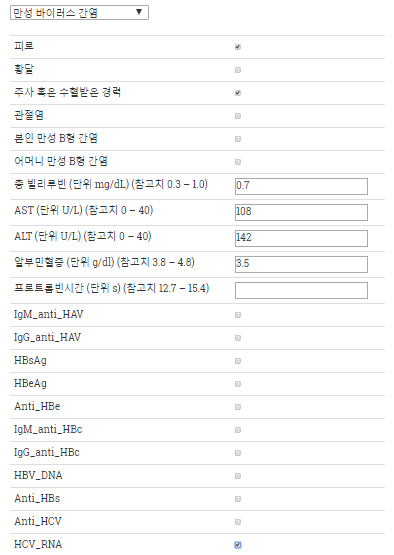 만성 바이러스 간염
피로
황달
주사 혹은 수혈받은 경력
관절염
본인 만성 B형 간염
어머니 만성 B형 간염
총 빌리루빈 (단위 mg/dL) (참고치 0.3 – 1.0) 0.7
AST (단위 U/L) (참고치 0 – 40) 108
ALT (단위 U/L) (참고치 0 – 40) 142
알부민혈증 (단위 g/dl) (참고치 3.8 – 4.8) 3.5
프로트롬빈시간 (단위 s) (참고치 12.7 – 15.4)
IgM_anti_HAV
IgG_anti_HAV
HBsAg
HBeAg
Anti_HBe
IgM_anti_HBc
IgG_anti_HBc
HBV_DNA
Anti_HBs
Anti_HCV
HCV_RNA